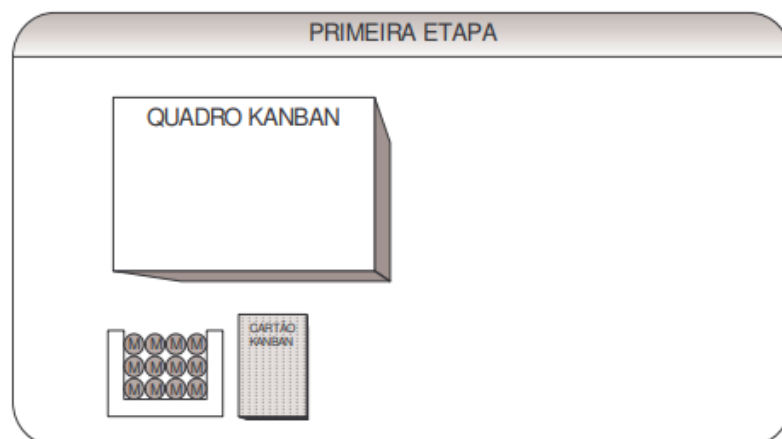 PRIMEIRA ETAPA
QUADRO KANBAN
CARTÃO
KANBAN
M M M M
M M M M
M M M M